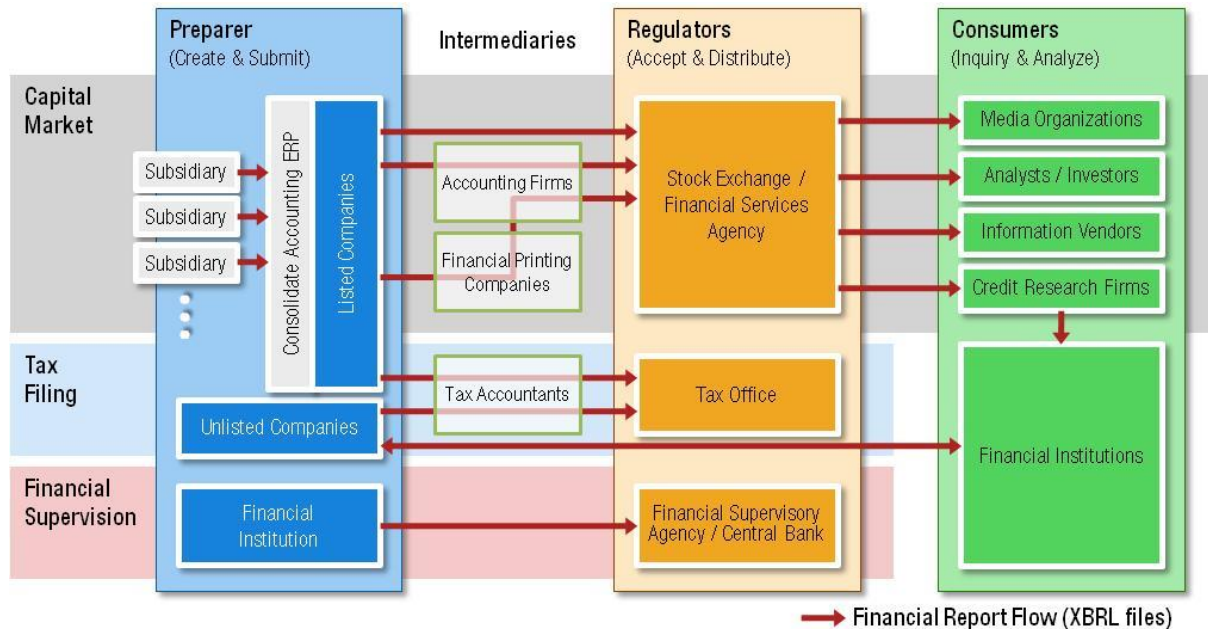 Preparer
(Create & Submit)
Intermediaries
Regulators
(Accept & Distribute)
Consumers
(Inquiry & Analyze)
Capital
Market
Subsidiary
Subsidiary
Subsidiary
Consolidate Accounting ERP
Listed Companies
Accounting Firms
Financial Printing
Companies
Stock Exchange /
Financial Services
Agency
Media Organizations
Analysts / Investors
Information Vendors
Credit Research Firms
Tax
Filing
Unlisted Companies
Tax Accountants
Tax Office
Financial Institutions
Financial
Supervision
Financial
Institution
Financial Supervisory
Agency / Central Bank
Financial Report Flow (XBRL files)